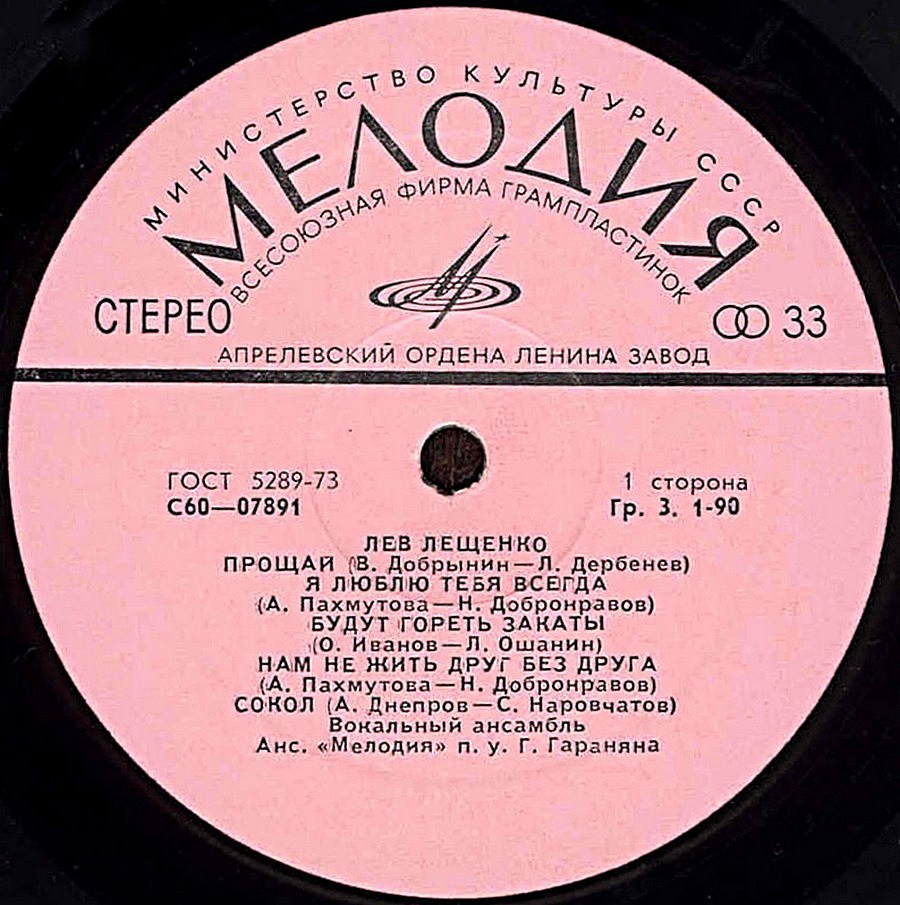 МИНИСТЕРСТВО КУЛЬТУРЫ СССР
МЕЛОДИЯ
ВСЕСОЮЗНАЯ ФИРМА ГРАМПЛАСТИНОК
СТЕРЕО
33
АПРЕЛЕВСКИЙ ОРДЕНА ЛЕНИНА ЗАВОД
ГОСТ 5289-73
1 сторона
С60—07891
Гр. 3. 1-90
ЛЕВ ЛЕЩЕНКО
ПРОЩАЙ (В. Добрынин—Л. Дербенев)
Я ЛЮБЛЮ ТЕБЯ ВСЕГДА
(А. Пахмутова—Н. Добронравов)
БУДУТ ГОРЕТЬ ЗАКАТЫ
(О. Иванов—Л. Ошанин)
НАМ НЕ ЖИТЬ ДРУГ БЕЗ ДРУГА
(А. Пахмутова—Н. Добронравов)
СОКОЛ (А. Днепров—С. Наровчатов)
Вокальный ансамбль
Анс. «Мелодия» п. у. Г. Гараняна